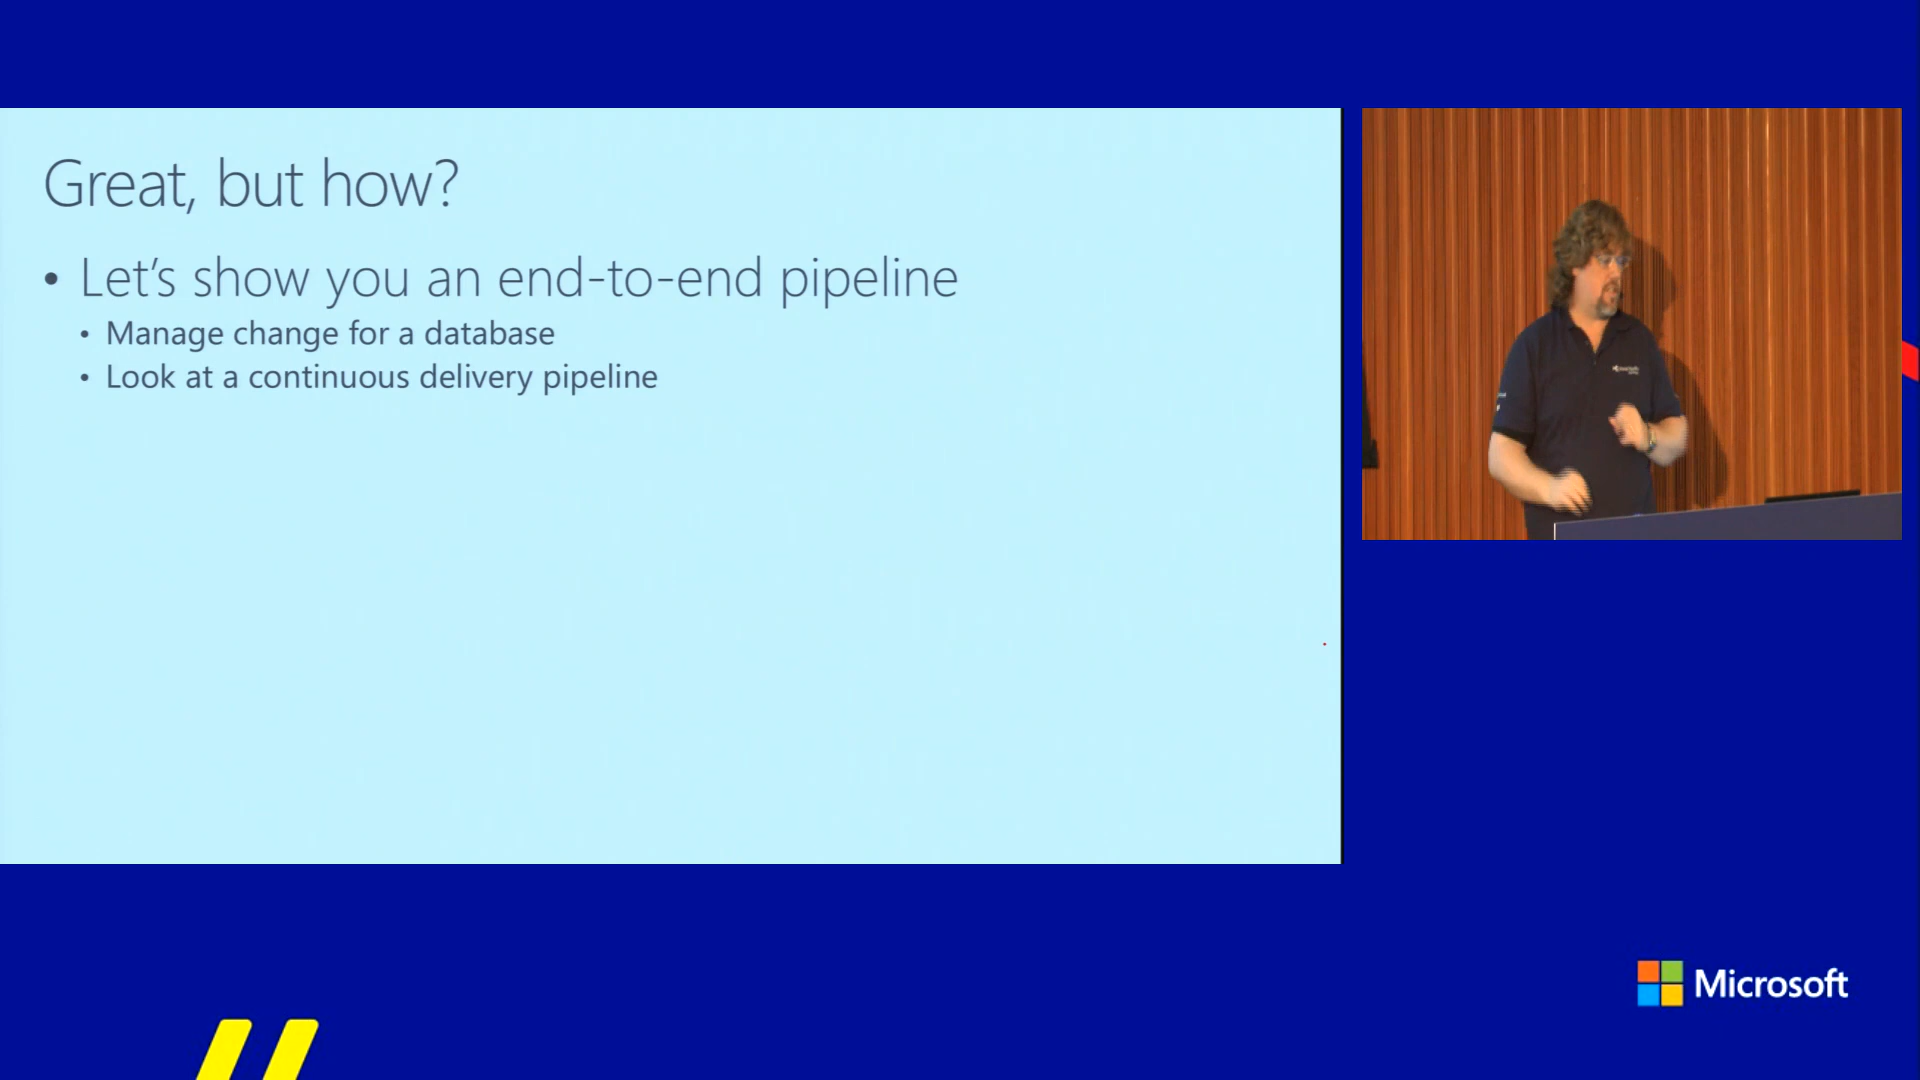 Great, but how?
• Let's show you an end-to-end pipeline
• Manage change for a database
• Look at a continuous delivery pipeline
Microsoft